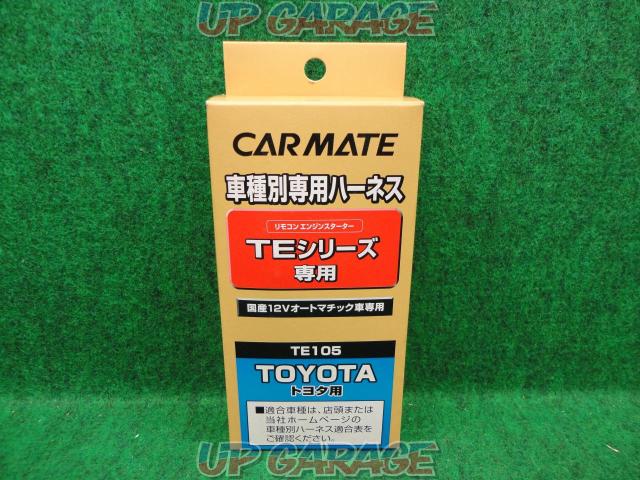 UP GARAGE
CARMATE
車種別専用ハーネス
リモコン エンジンスターター
TEシリーズ
専用
国産12Vオートマチック車専用
TE105
TOYOTA
トヨタ用
■適合車種は、店頭または
当社ホームページの
車種別ハーネス適合表を
ご確認ください。
UP GARAGE